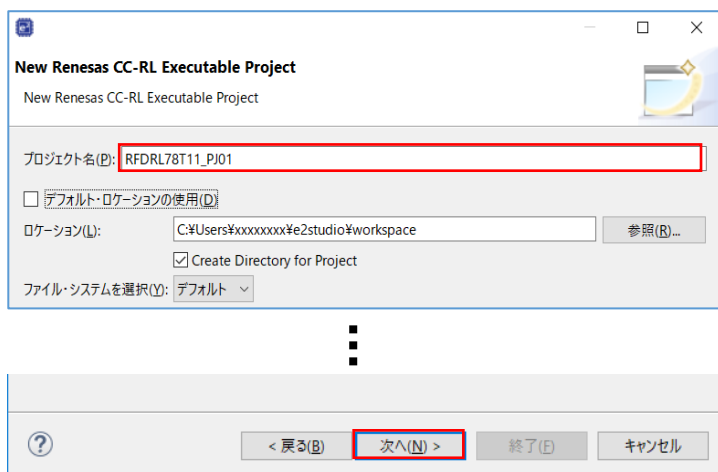 New Renesas CC-RL Executable Project
New Renesas CC-RL Executable Project
プロジェクト名(P): RFDRL78T11_PJ01
デフォルト・ロケーションの使用(D)
ロケーション(L): C:¥Users¥xxxxxxxx¥e2studio¥workspace 参照(R)...
Create Directory for Project
ファイル・システムを選択(Y): デフォルト
< 戻る(B) 次へ(N) > 終了(F) キャンセル